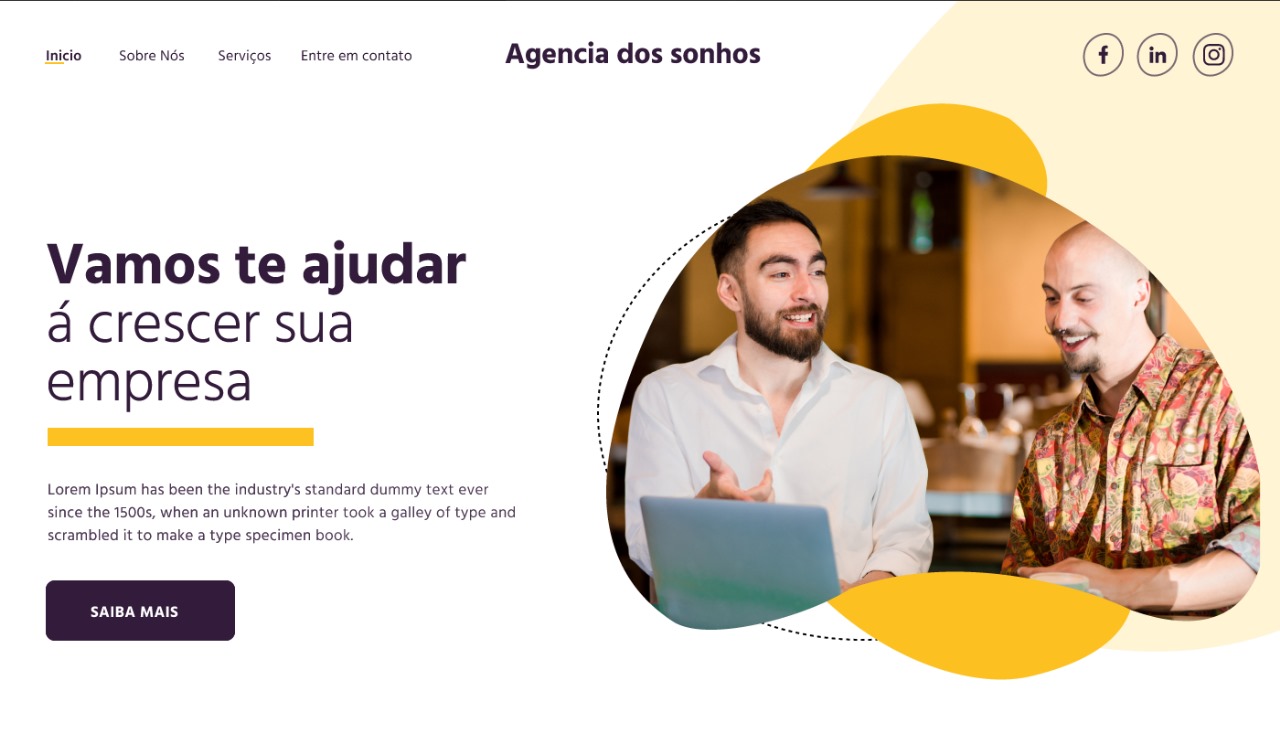 Inicio
Sobre Nós
Serviços
Entre em contato
Agencia dos sonhos
Vamos te ajudar
á crescer sua
empresa
Lorem Ipsum has been the industry's standard dummy text ever
since the 1500s, when an unknown printer took a galley of type and
scrambled it to make a type specimen book.
SAIBA MAIS